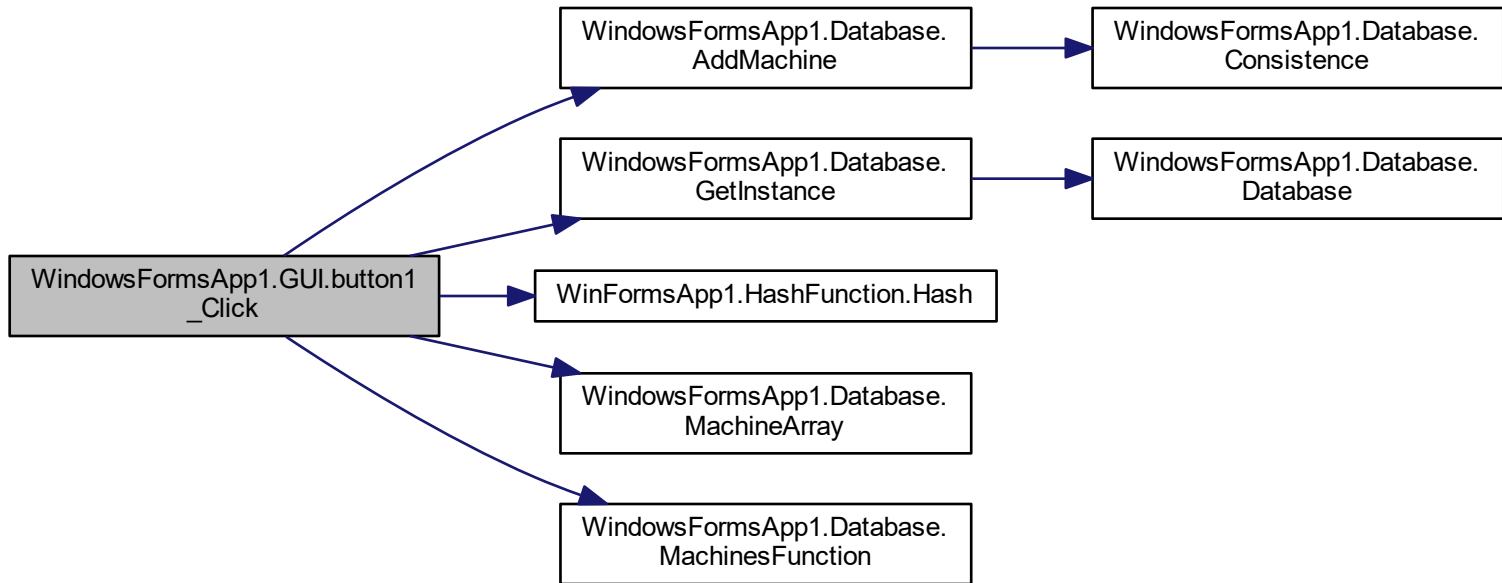 WindowsFormsApp1.Database.
AddMachine
WindowsFormsApp1.Database.
Consistence
WindowsFormsApp1.Database.
GetInstance
WindowsFormsApp1.Database.
Database
WindowsFormsApp1.GUI.button1
_Click
WinFormsApp1.HashFunction.Hash
WindowsFormsApp1.Database.
MachineArray
WindowsFormsApp1.Database.
MachinesFunction